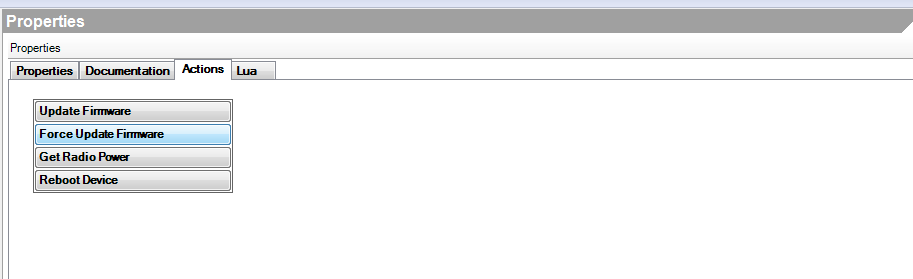 Properties
Properties
Properties Documentation Actions Lua
Update Firmware
Force Update Firmware
Get Radio Power
Reboot Device